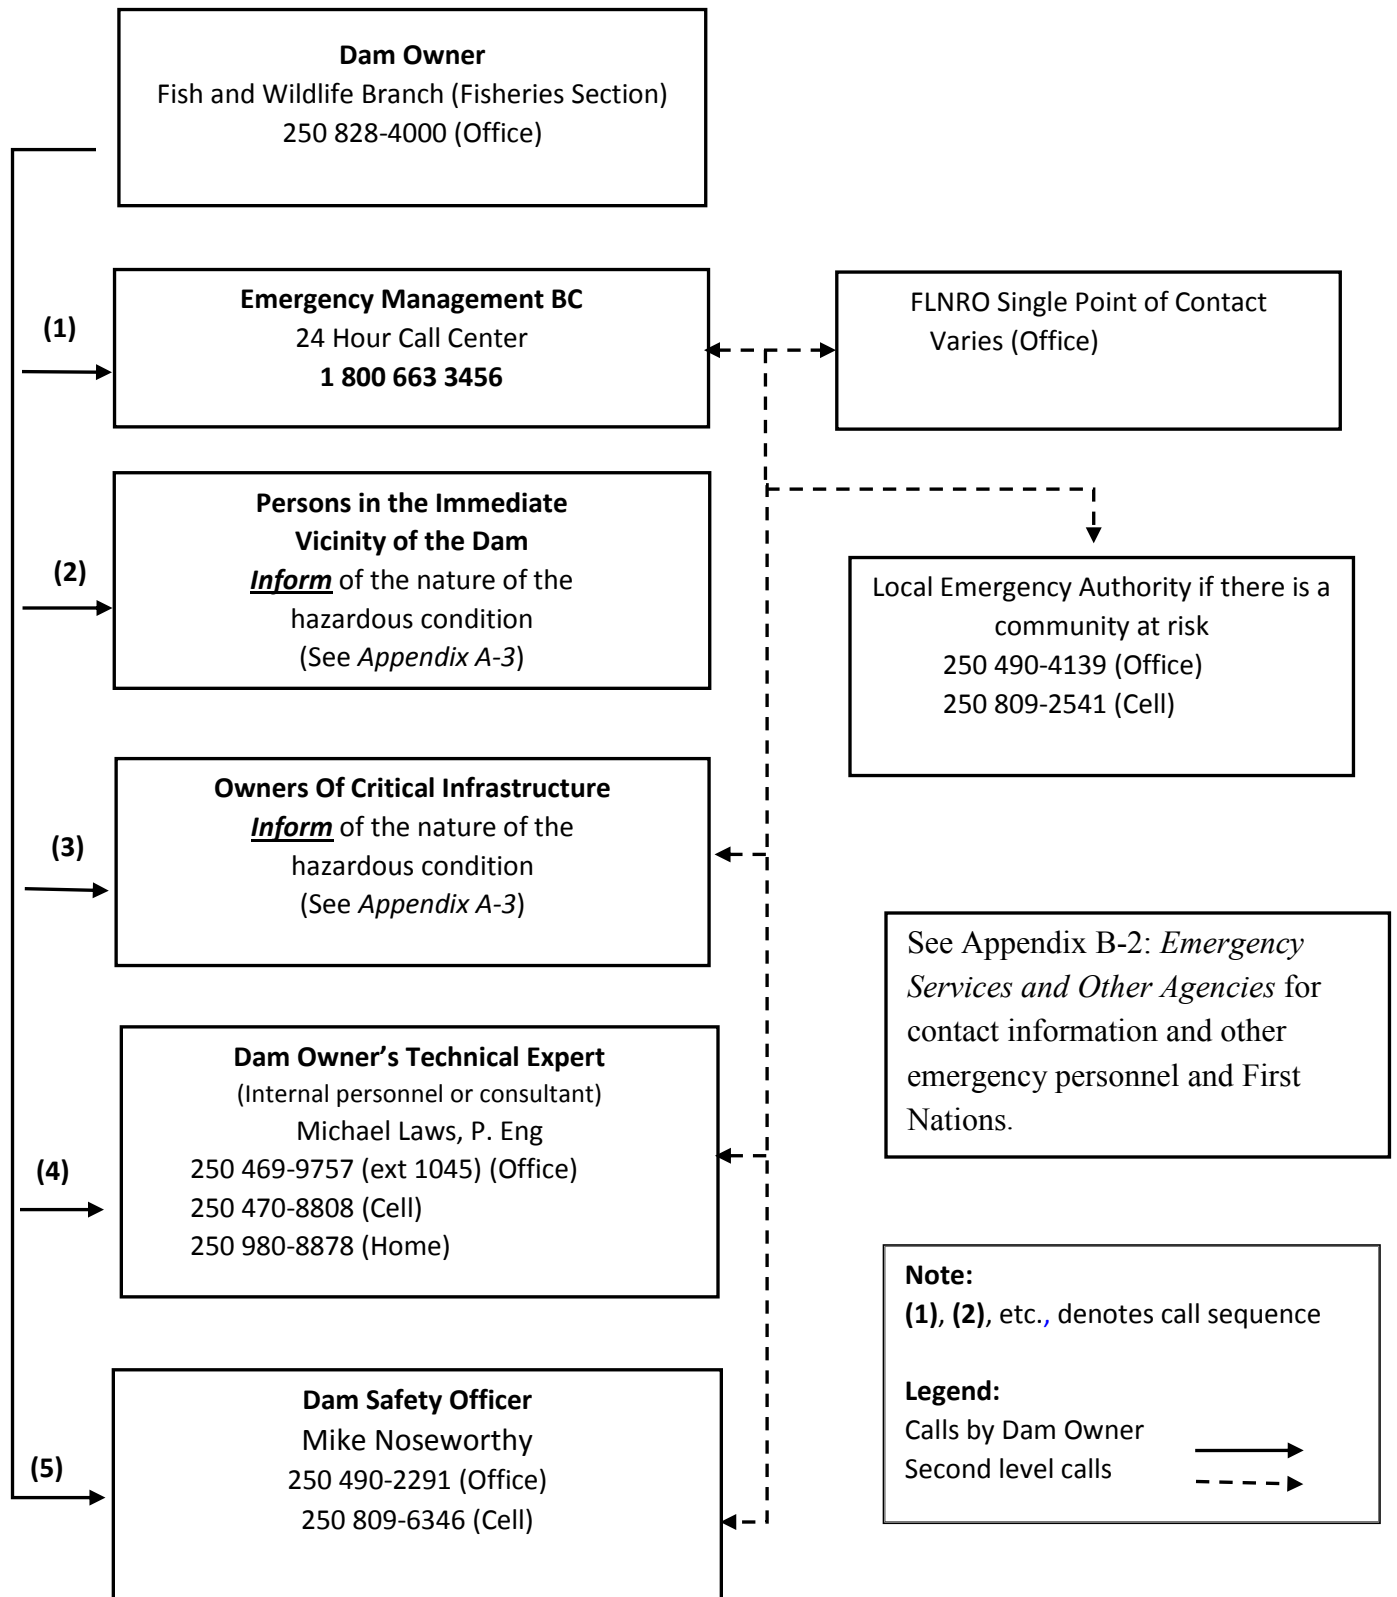 Dam Owner
Fish and Wildlife Branch (Fisheries Section)
250 828-4000 (Office)
(1)
Emergency Management BC
24 Hour Call Center
1 800 663 3456
FLNRO Single Point of Contact
Varies (Office)
(2)
Persons in the Immediate
Vicinity of the Dam
Inform of the nature of the
hazardous condition
(See Appendix A-3)
Local Emergency Authority if there is a
community at risk
250 490-4139 (Office)
250 809-2541 (Cell)
(3)
Owners Of Critical Infrastructure
Inform of the nature of the
hazardous condition
(See Appendix A-3)
See Appendix B-2: Emergency
Services and Other Agencies for
contact information and other
emergency personnel and First
Nations.
(4)
Dam Owner’s Technical Expert
(Internal personnel or consultant)
Michael Laws, P. Eng
250 469-9757 (ext 1045) (Office)
250 470-8808 (Cell)
250 980-8878 (Home)
Note:
(1), (2), etc., denotes call sequence
Legend:
Calls by Dam Owner
Second level calls
(5)
Dam Safety Officer
Mike Noseworthy
250 490-2291 (Office)
250 809-6346 (Cell)